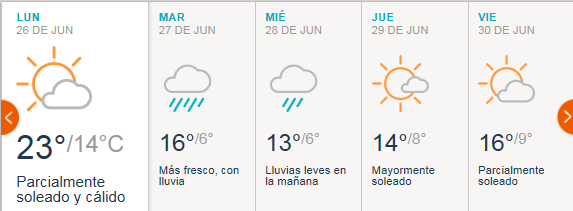 LUN
26 DE JUN
23°/14°C
Parcialmente
soleado y cálido
MAR
27 DE JUN
16°/6°
Más fresco, con
lluvia
MIÉ
28 DE JUN
13°/6°
Lluvias leves en
la mañana
JUE
29 DE JUN
14°/8°
Mayormente
soleado
VIE
30 DE JUN
16°/9°
Parcialmente
soleado